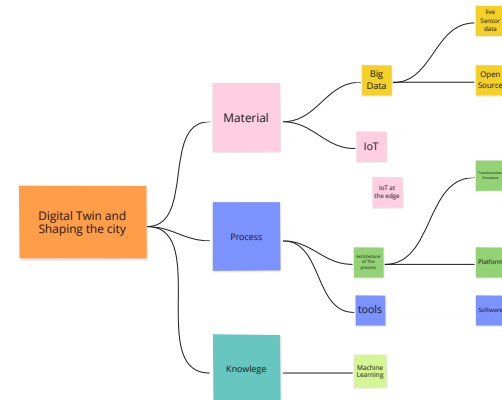 live
Sensor
data
Big
Data
Open
Source
Material
IoT
IoT at
the edge
Digital Twin and
Shaping the city
Process
Architecture
of The
process
Platform
tools
Software
Knowlege
Machine
Learning